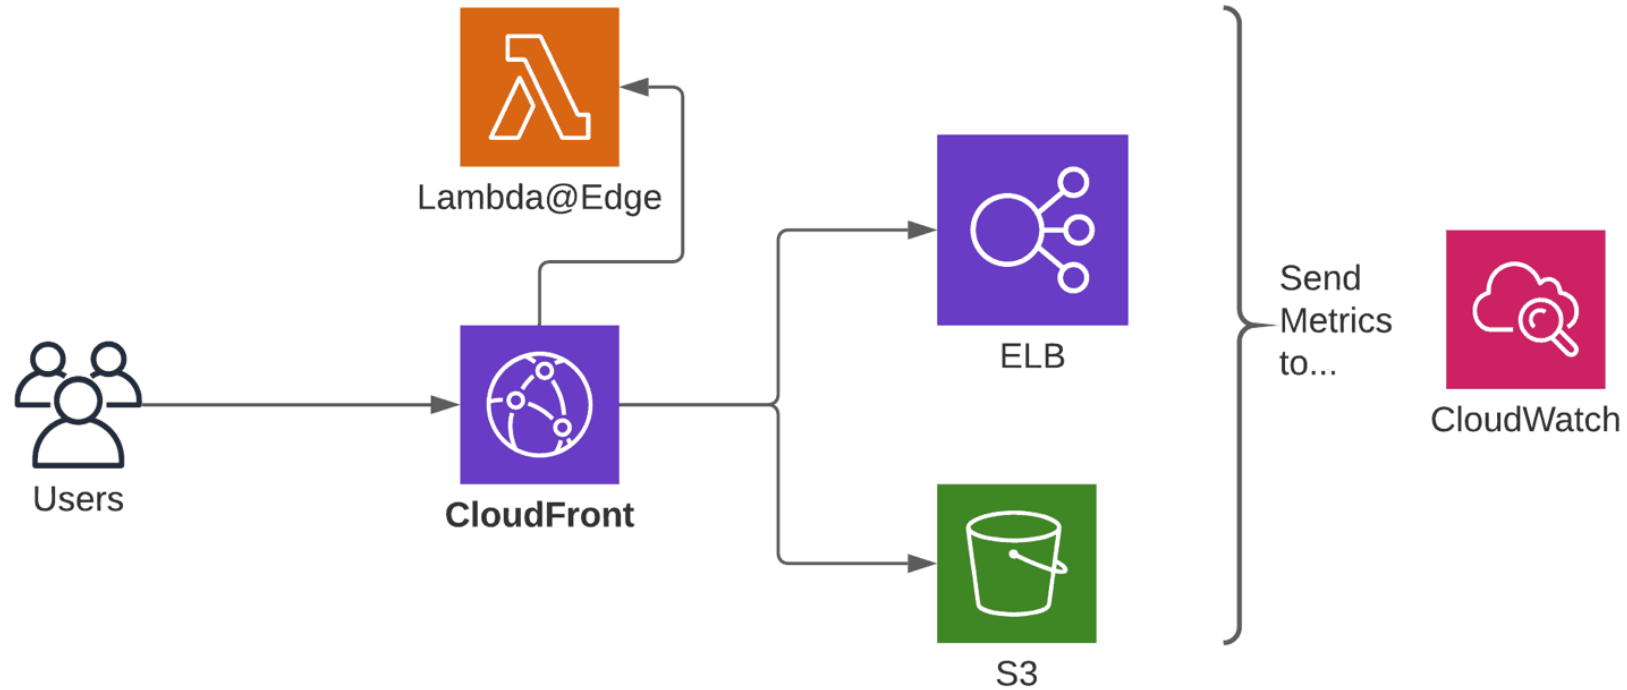 Lambda@Edge
Users
CloudFront
ELB
S3
Send
Metrics
to...
CloudWatch